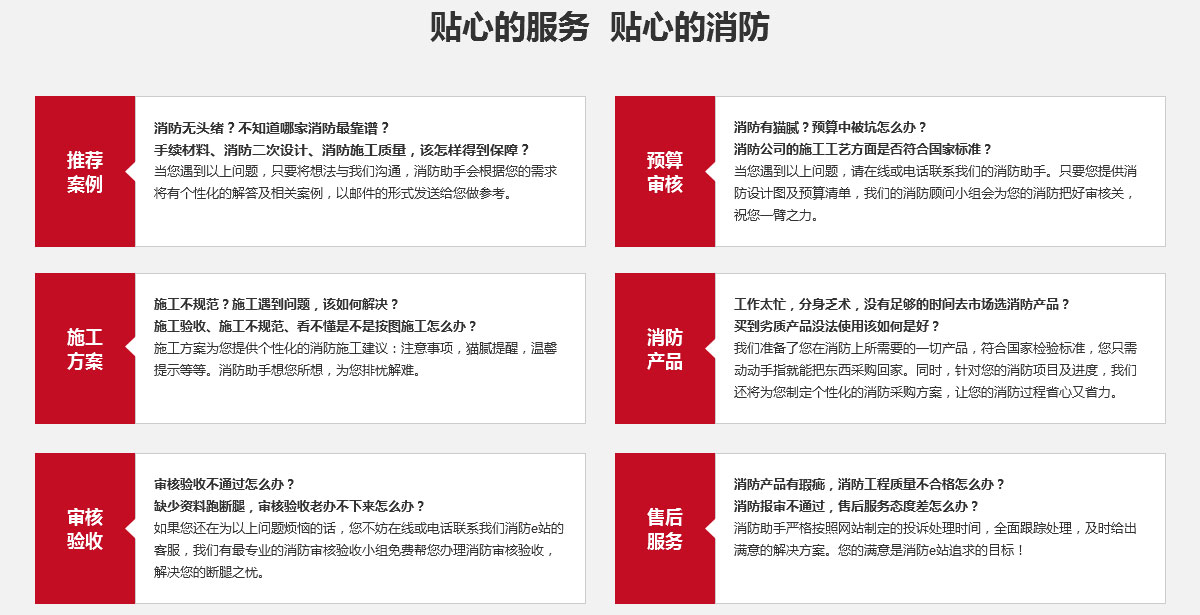 贴心的服务 贴心的消防
推荐
案例
消防无头绪？不知道哪家消防最靠谱？
手续材料、消防二次设计、消防施工质量，该怎样得到保障？
当您遇到以上问题，只要将想法与我们沟通，消防助手会根据您的需求
将有个性化的解答及相关案例，以邮件的形式发送给您做参考。
预算
审核
消防有猫腻？预算中被坑怎么办？
消防公司的施工工艺方面是否符合国家标准？
当您遇到以上问题，请在线或电话联系我们的消防助手。只要您提供消
防设计图及预算清单，我们的消防顾问小组会为您的消防把好审核关，
祝您一臂之力。
施工
方案
施工不规范？施工遇到问题，该如何解决？
施工验收、施工不规范、看不懂是不是按图施工怎么办？
施工方案为您提供个性化的消防施工建议：注意事项，猫腻提醒，温馨
提示等等。消防助手想您所想，为您排忧解难。
消防
产品
工作太忙，分身乏术，没有足够的时间去市场选消防产品？
买到劣质产品没法使用该如何是好？
我们准备了您在消防上所需要的一切产品，符合国家检验标准，您只需
动动手指就能把东西采购回家。同时，针对您的消防项目及进度，我们
还将为您制定个性化的消防采购方案，让您的消防过程省心又省力。
审核
验收
审核验收不通过怎么办？
缺少资料跑断腿，审核验收老办不下来怎么办？
如果您还在为以上问题烦恼的话，您不妨在线或电话联系我们消防e站的
客服，我们有最专业的消防审核验收小组免费帮您办理消防审核验收，
解决您的断腿之忧。
售后
服务
消防产品有瑕疵，消防工程质量不合格怎么办？
消防报审不通过，售后服务态度差怎么办？
消防助手严格按照网站制定的投诉处理时间，全面跟踪处理，及时给出
满意的解决方案。您的满意是消防e站追求的目标！